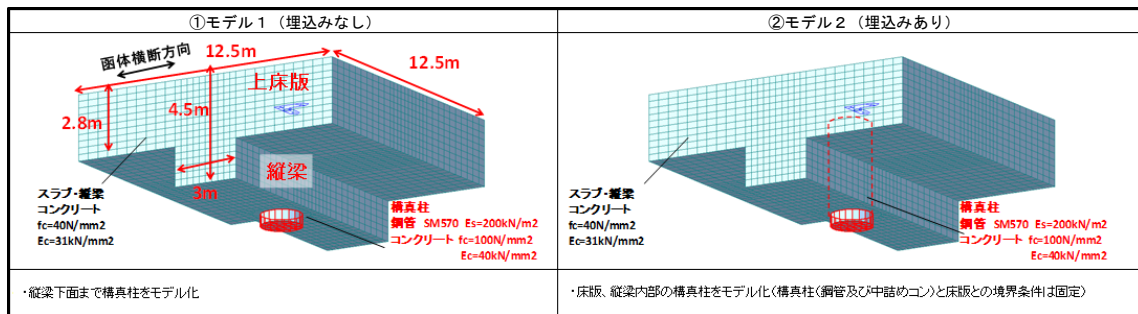 ①モデル1（埋込みなし）
函体横断方向
12.5m
12.5m
上床版
2.8m
4.5m
縦梁
3m
スラブ・縦梁
コンクリート
fc=40N/mm2
Ec=31kN/mm2
構真柱
鋼管 SM570 Es=200kN/m2
コンクリート fc=100N/mm2
Ec=40kN/mm2
・縦梁下面まで構真柱をモデル化
②モデル2（埋込みあり）
スラブ・縦梁
コンクリート
fc=40N/mm2
Ec=31kN/mm2
構真柱
鋼管 SM570 Es=200kN/m2
コンクリート fc=100N/mm2
Ec=40kN/mm2
・床版、縦梁内部の構真柱をモデル化(構真柱(鋼管及び中詰めコン)と床版との境界条件は固定)